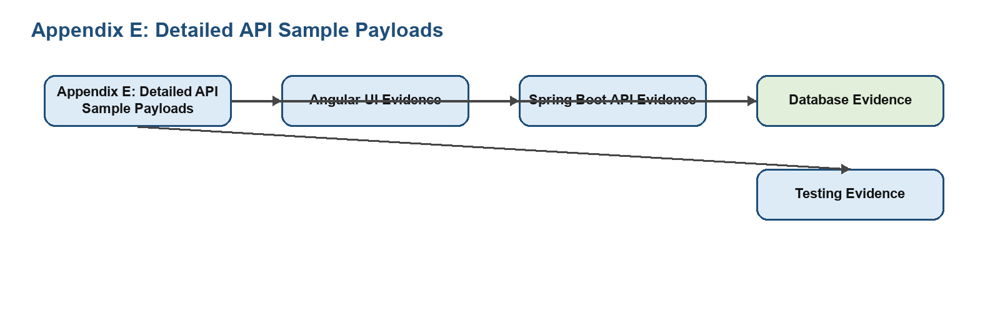 Appendix E: Detailed API Sample Payloads
Appendix E: Detailed API
Sample Payloads
Angular UI Evidence
Spring Boot API Evidence
Database Evidence
Testing Evidence